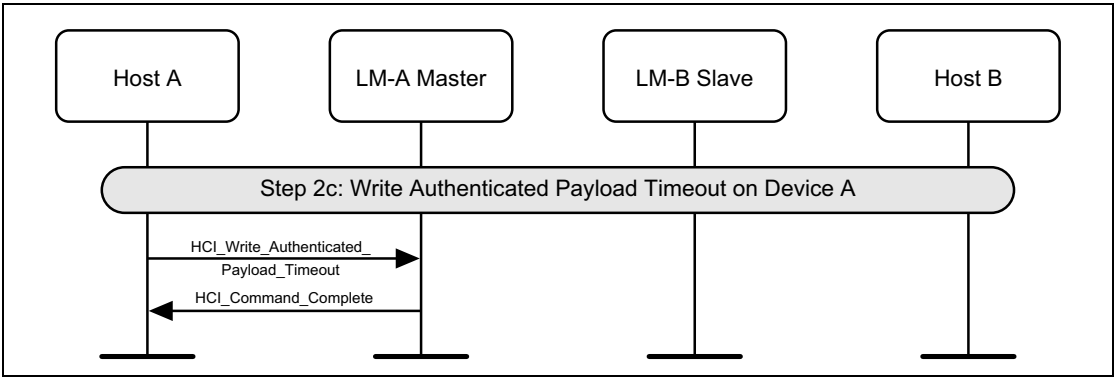 Host A
LM-A Master
LM-B Slave
Host B
Step 2c: Write Authenticated Payload Timeout on Device A
HCI_Write_Authenticated_
Payload_Timeout
HCI_Command_Complete